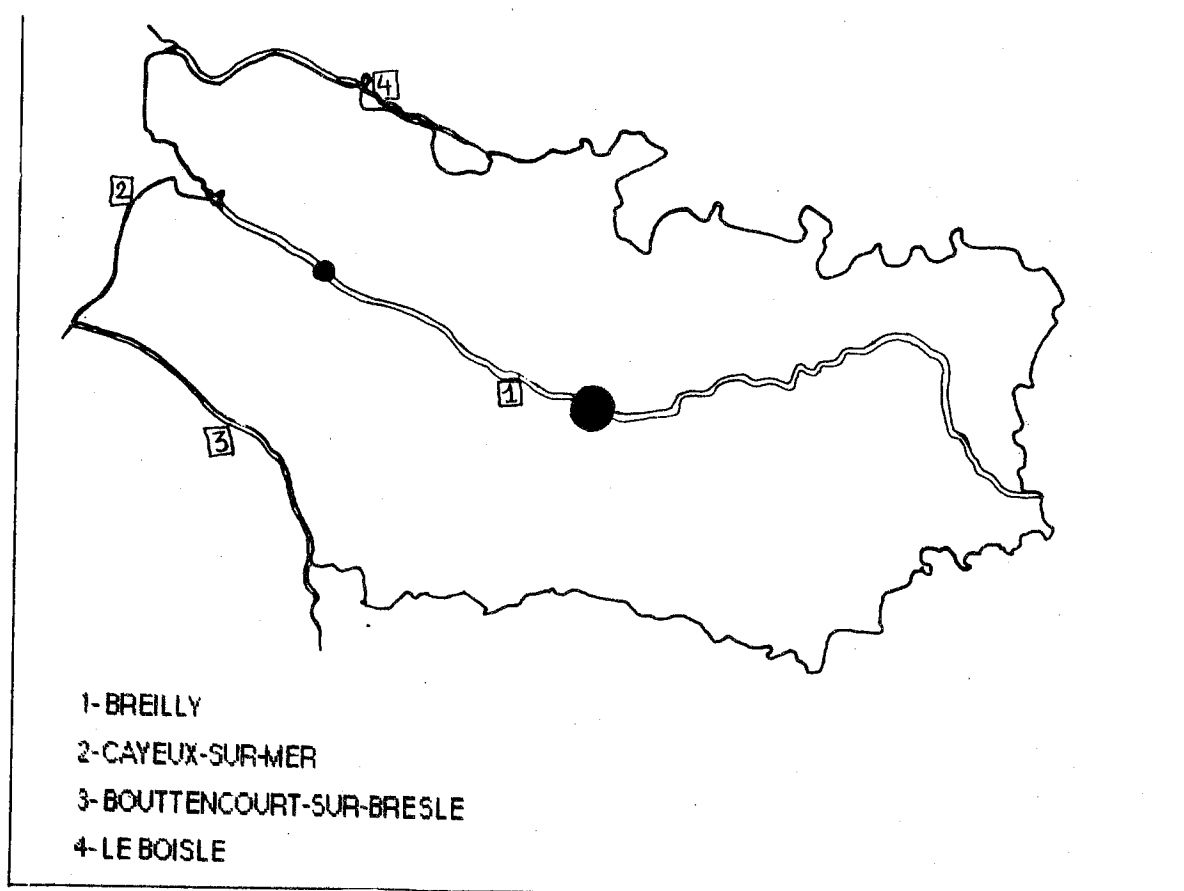 4
2
1
3
1-BREILLY
2-CAYEUX-SUR-MER
3-BOUTTENCOURT-SUR-BRESLE
4-LE BOISLE